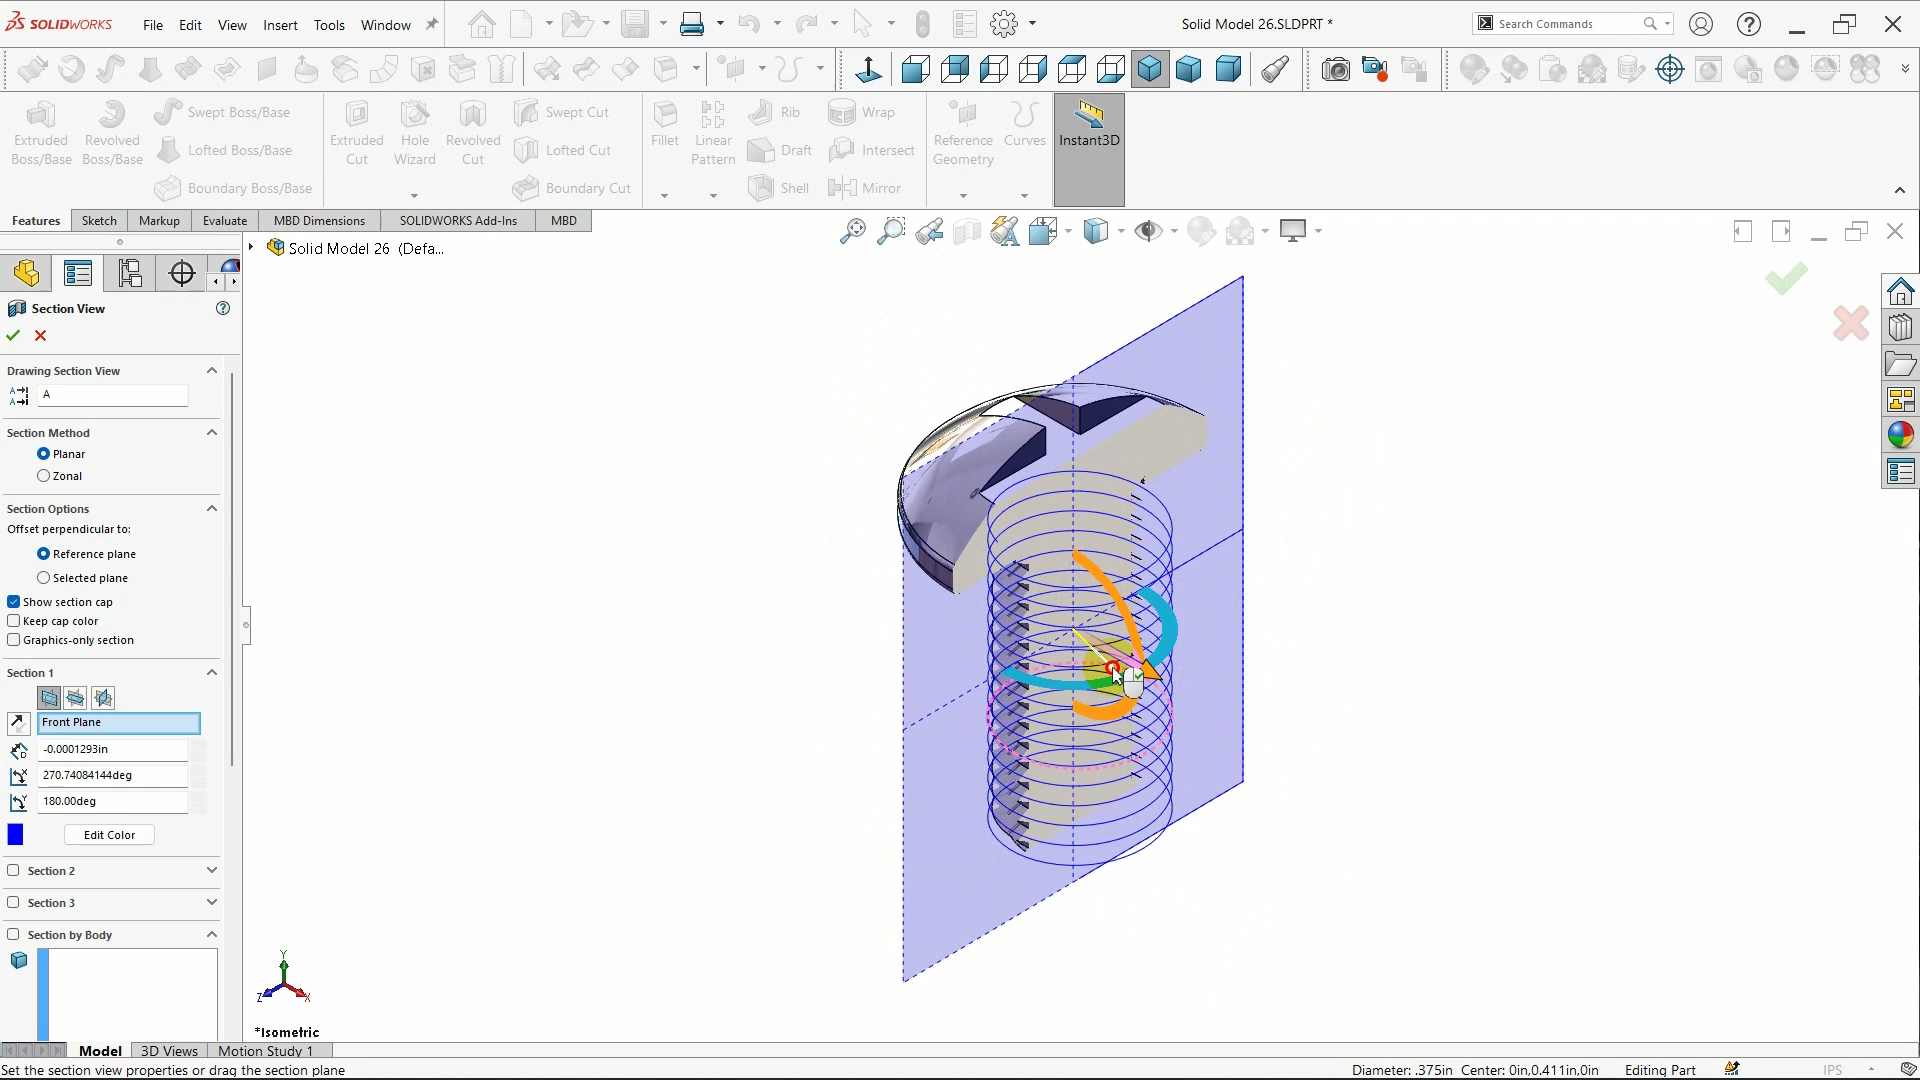 SOLIDWORKS File Edit View Insert Tools Window Solid Model 26.SLDPRT * Search Commands
Extruded Boss/Base
Revolved Boss/Base
Swept Boss/Base
Lofted Boss/Base
Boundary Boss/Base
Extruded Cut
Hole Wizard
Revolved Cut
Swept Cut
Lofted Cut
Boundary Cut
Fillet
Linear Pattern
Rib
Draft
Shell
Wrap
Intersect
Mirror
Reference Geometry
Curves
Instant3D
Features Sketch Markup Evaluate MBD Dimensions SOLIDWORKS Add-Ins MBD
Solid Model 26 (Defa...
Section View
Drawing Section View
A
Section Method
Planar
Zonal
Section Options
Offset perpendicular to:
Reference plane
Selected plane
Show section cap
Keep cap color
Graphics-only section
Section 1
Front Plane
-0.0001293in
270.74084144deg
180.00deg
Edit Color
Section 2
Section 3
Section by Body
Y
Z X
*Isometric
Model 3D Views Motion Study 1
Set the section view properties or drag the section plane Diameter: .375in Center: 0in,0.411in,0in Editing Part IPS